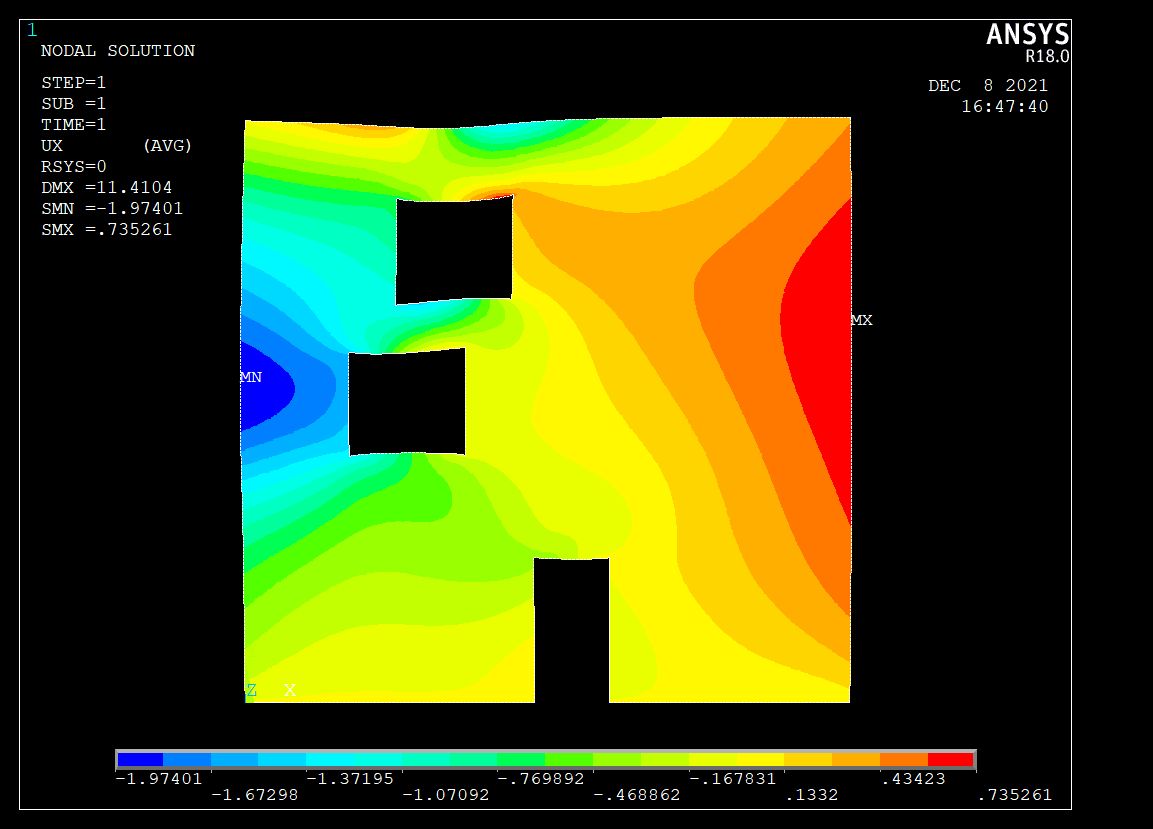 1
ANSYS
R18.0
NODAL SOLUTION
DEC 8 2021
16:47:40
STEP=1
SUB =1
TIME=1
UX (AVG)
RSYS=0
DMX =11.4104
SMN =-1.97401
SMX =.735261
MX
MN
Z X
-1.97401 -1.37195 -.769892 -.167831 .43423
-1.67298 -1.07092 -.468862 .1332 .735261